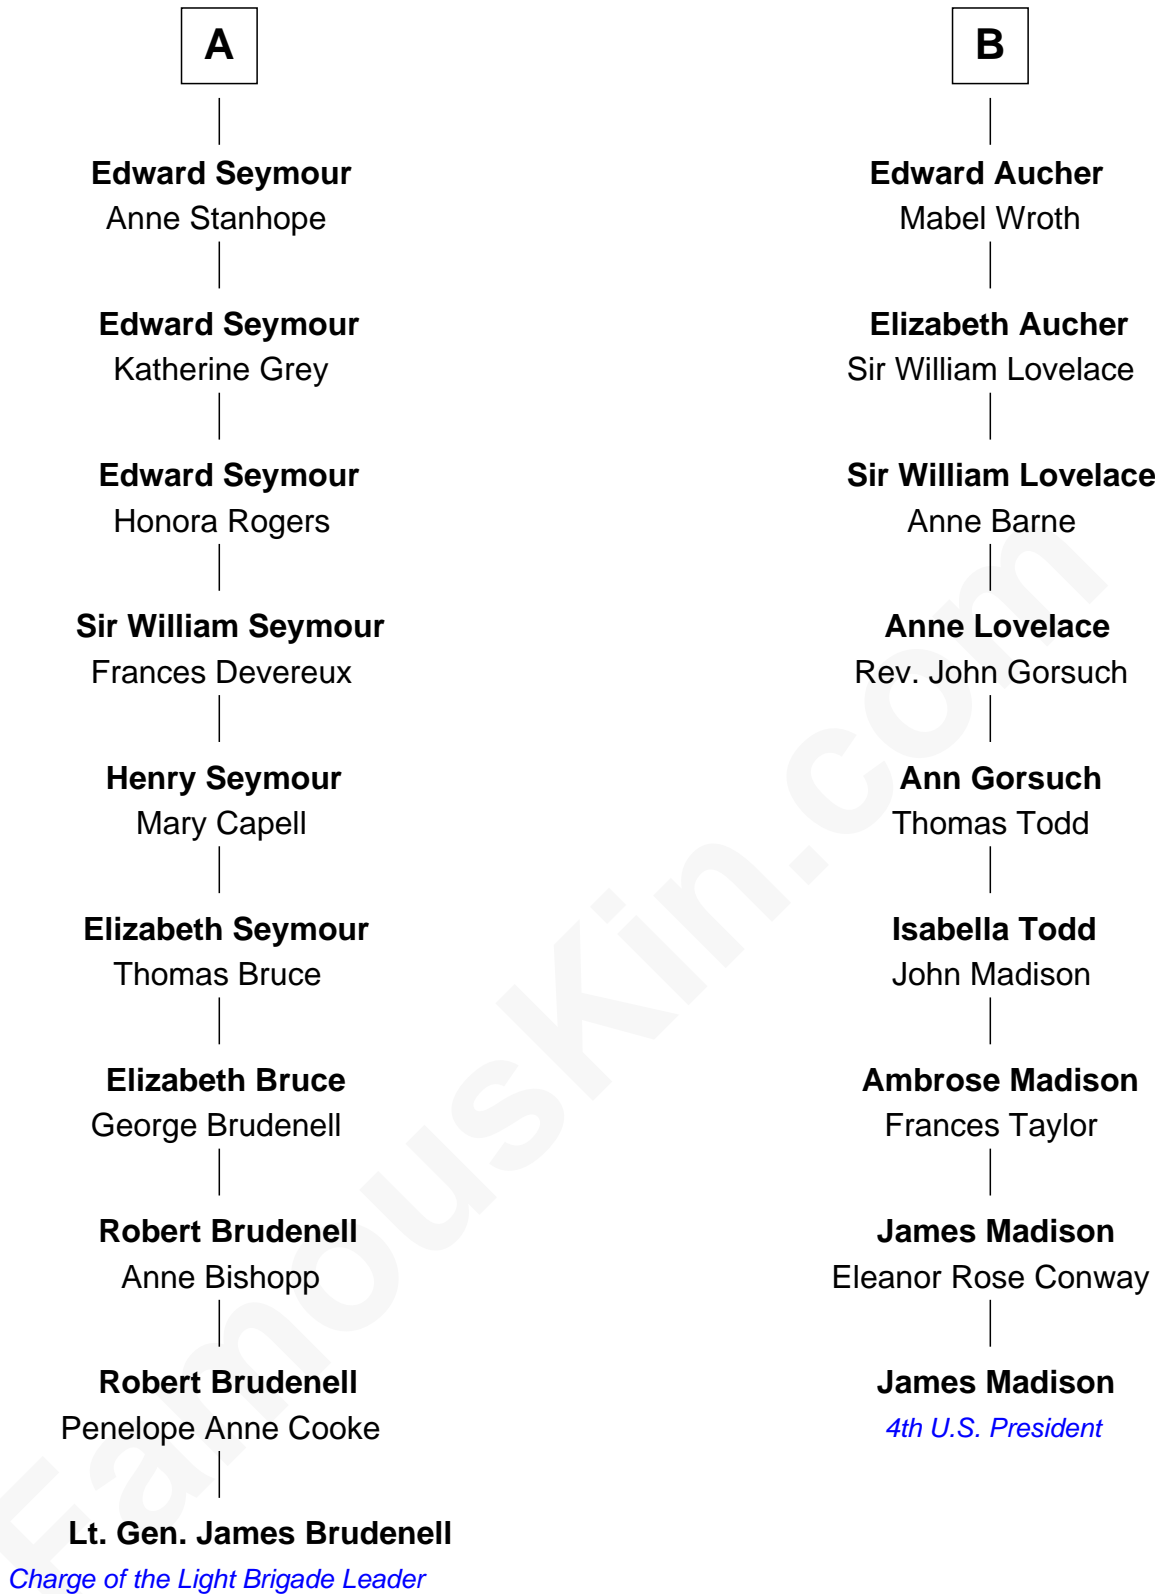 A
Edward Seymour
Anne Stanhope
Edward Seymour
Katherine Grey
Edward Seymour
Honora Rogers
Sir William Seymour
Frances Devereux
Henry Seymour
Mary Capell
Elizabeth Seymour
Thomas Bruce
Elizabeth Bruce
George Brudenell
Robert Brudenell
Anne Bishopp
Robert Brudenell
Penelope Anne Cooke
Lt. Gen. James Brudenell
Charge of the Light Brigade Leader
B
Edward Aucher
Mabel Wroth
Elizabeth Aucher
Sir William Lovelace
Sir William Lovelace
Anne Barne
Anne Lovelace
Rev. John Gorsuch
Ann Gorsuch
Thomas Todd
Isabella Todd
John Madison
Ambrose Madison
Frances Taylor
James Madison
Eleanor Rose Conway
James Madison
4th U.S. President
FamousKin.com